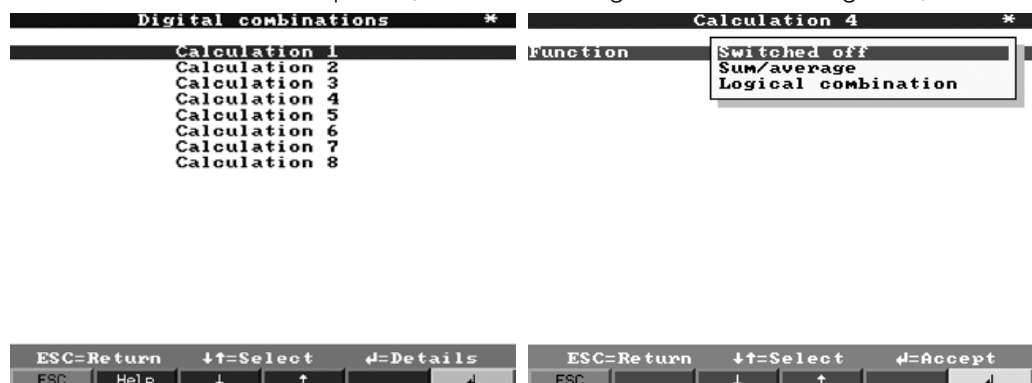 Digital combinations *
Calculation 1
Calculation 2
Calculation 3
Calculation 4
Calculation 5
Calculation 6
Calculation 7
Calculation 8
ESC=Return ↓↑=Select ↵=Details
ESC Help ↓ ↑ ↵
Calculation 4 *
Function Switched off
Sum/average
Logical combination
ESC=Return ↓↑=Select ↵=Accept
ESC ↓ ↑ ↵